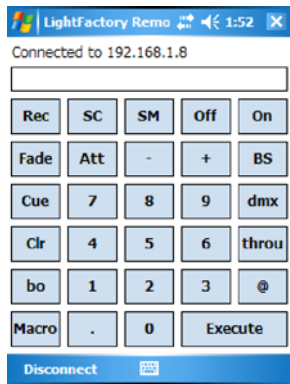 LightFactory Remo 1:52
Connected to 192.168.1.8
Rec SC SM Off On
Fade Att - + BS
Cue 7 8 9 dmx
Clr 4 5 6 throu
bo 1 2 3 @
Macro . 0 Execute
Disconnect